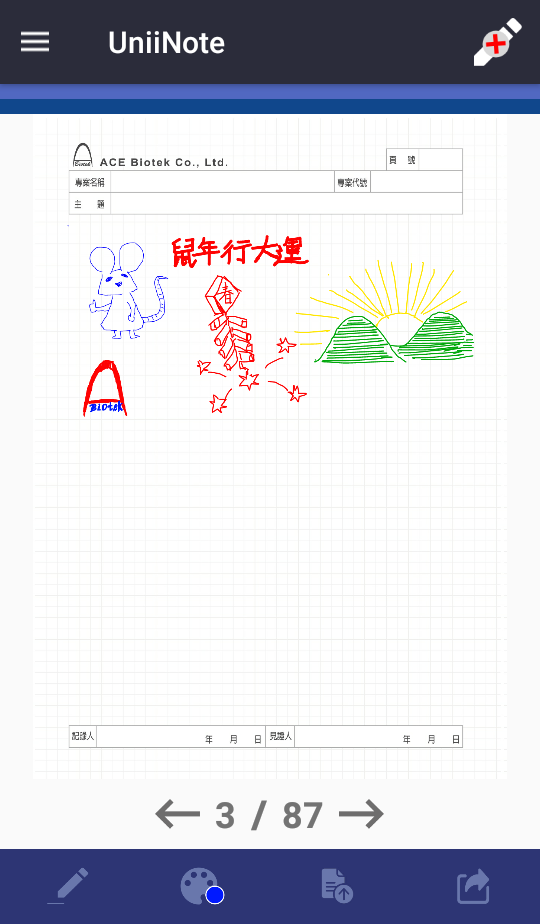 UniiNote
Biotek ACE Biotek Co., Ltd.
頁 號
專案名稱 專案代號
主 題
鼠年行大運
春
BIOtek
記錄人 年 月 日 見證人 年 月 日
3 / 87